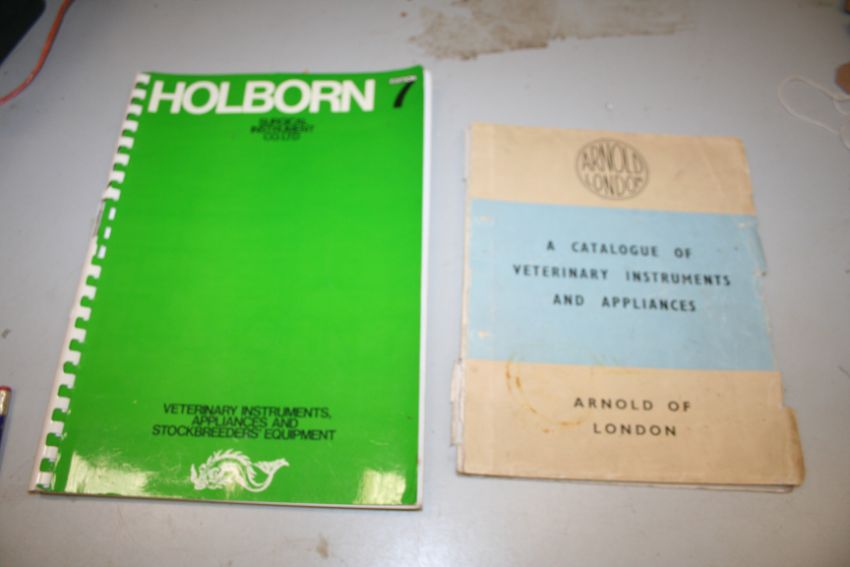 HOLBORN
EDITION
7
SURGICAL
INSTRUMENT
CO. LTD
VETERINARY INSTRUMENTS,
APPLIANCES AND
STOCKBREEDERS' EQUIPMENT
ARNOLD
LONDON
A CATALOGUE OF
VETERINARY INSTRUMENTS
AND APPLIANCES
ARNOLD OF
LONDON